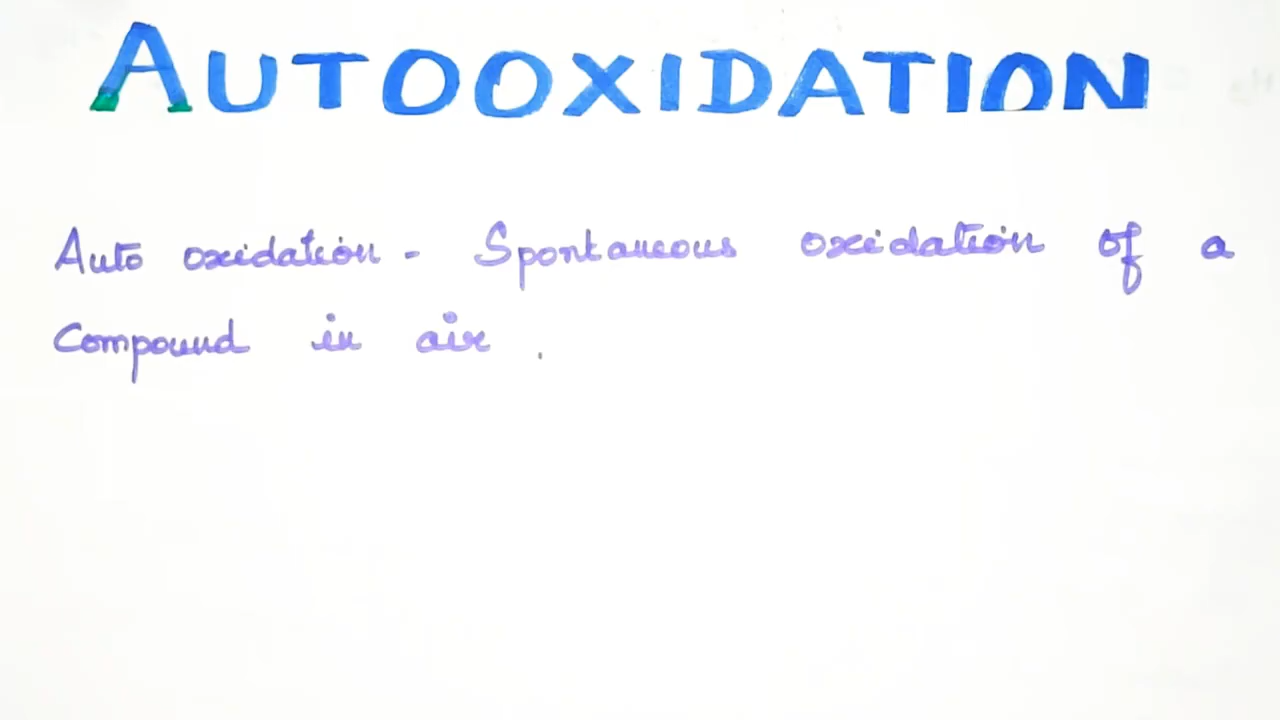 AUTOOXIDATION
Auto oxidation - Spontaneous oxidation of a
Compound in air .